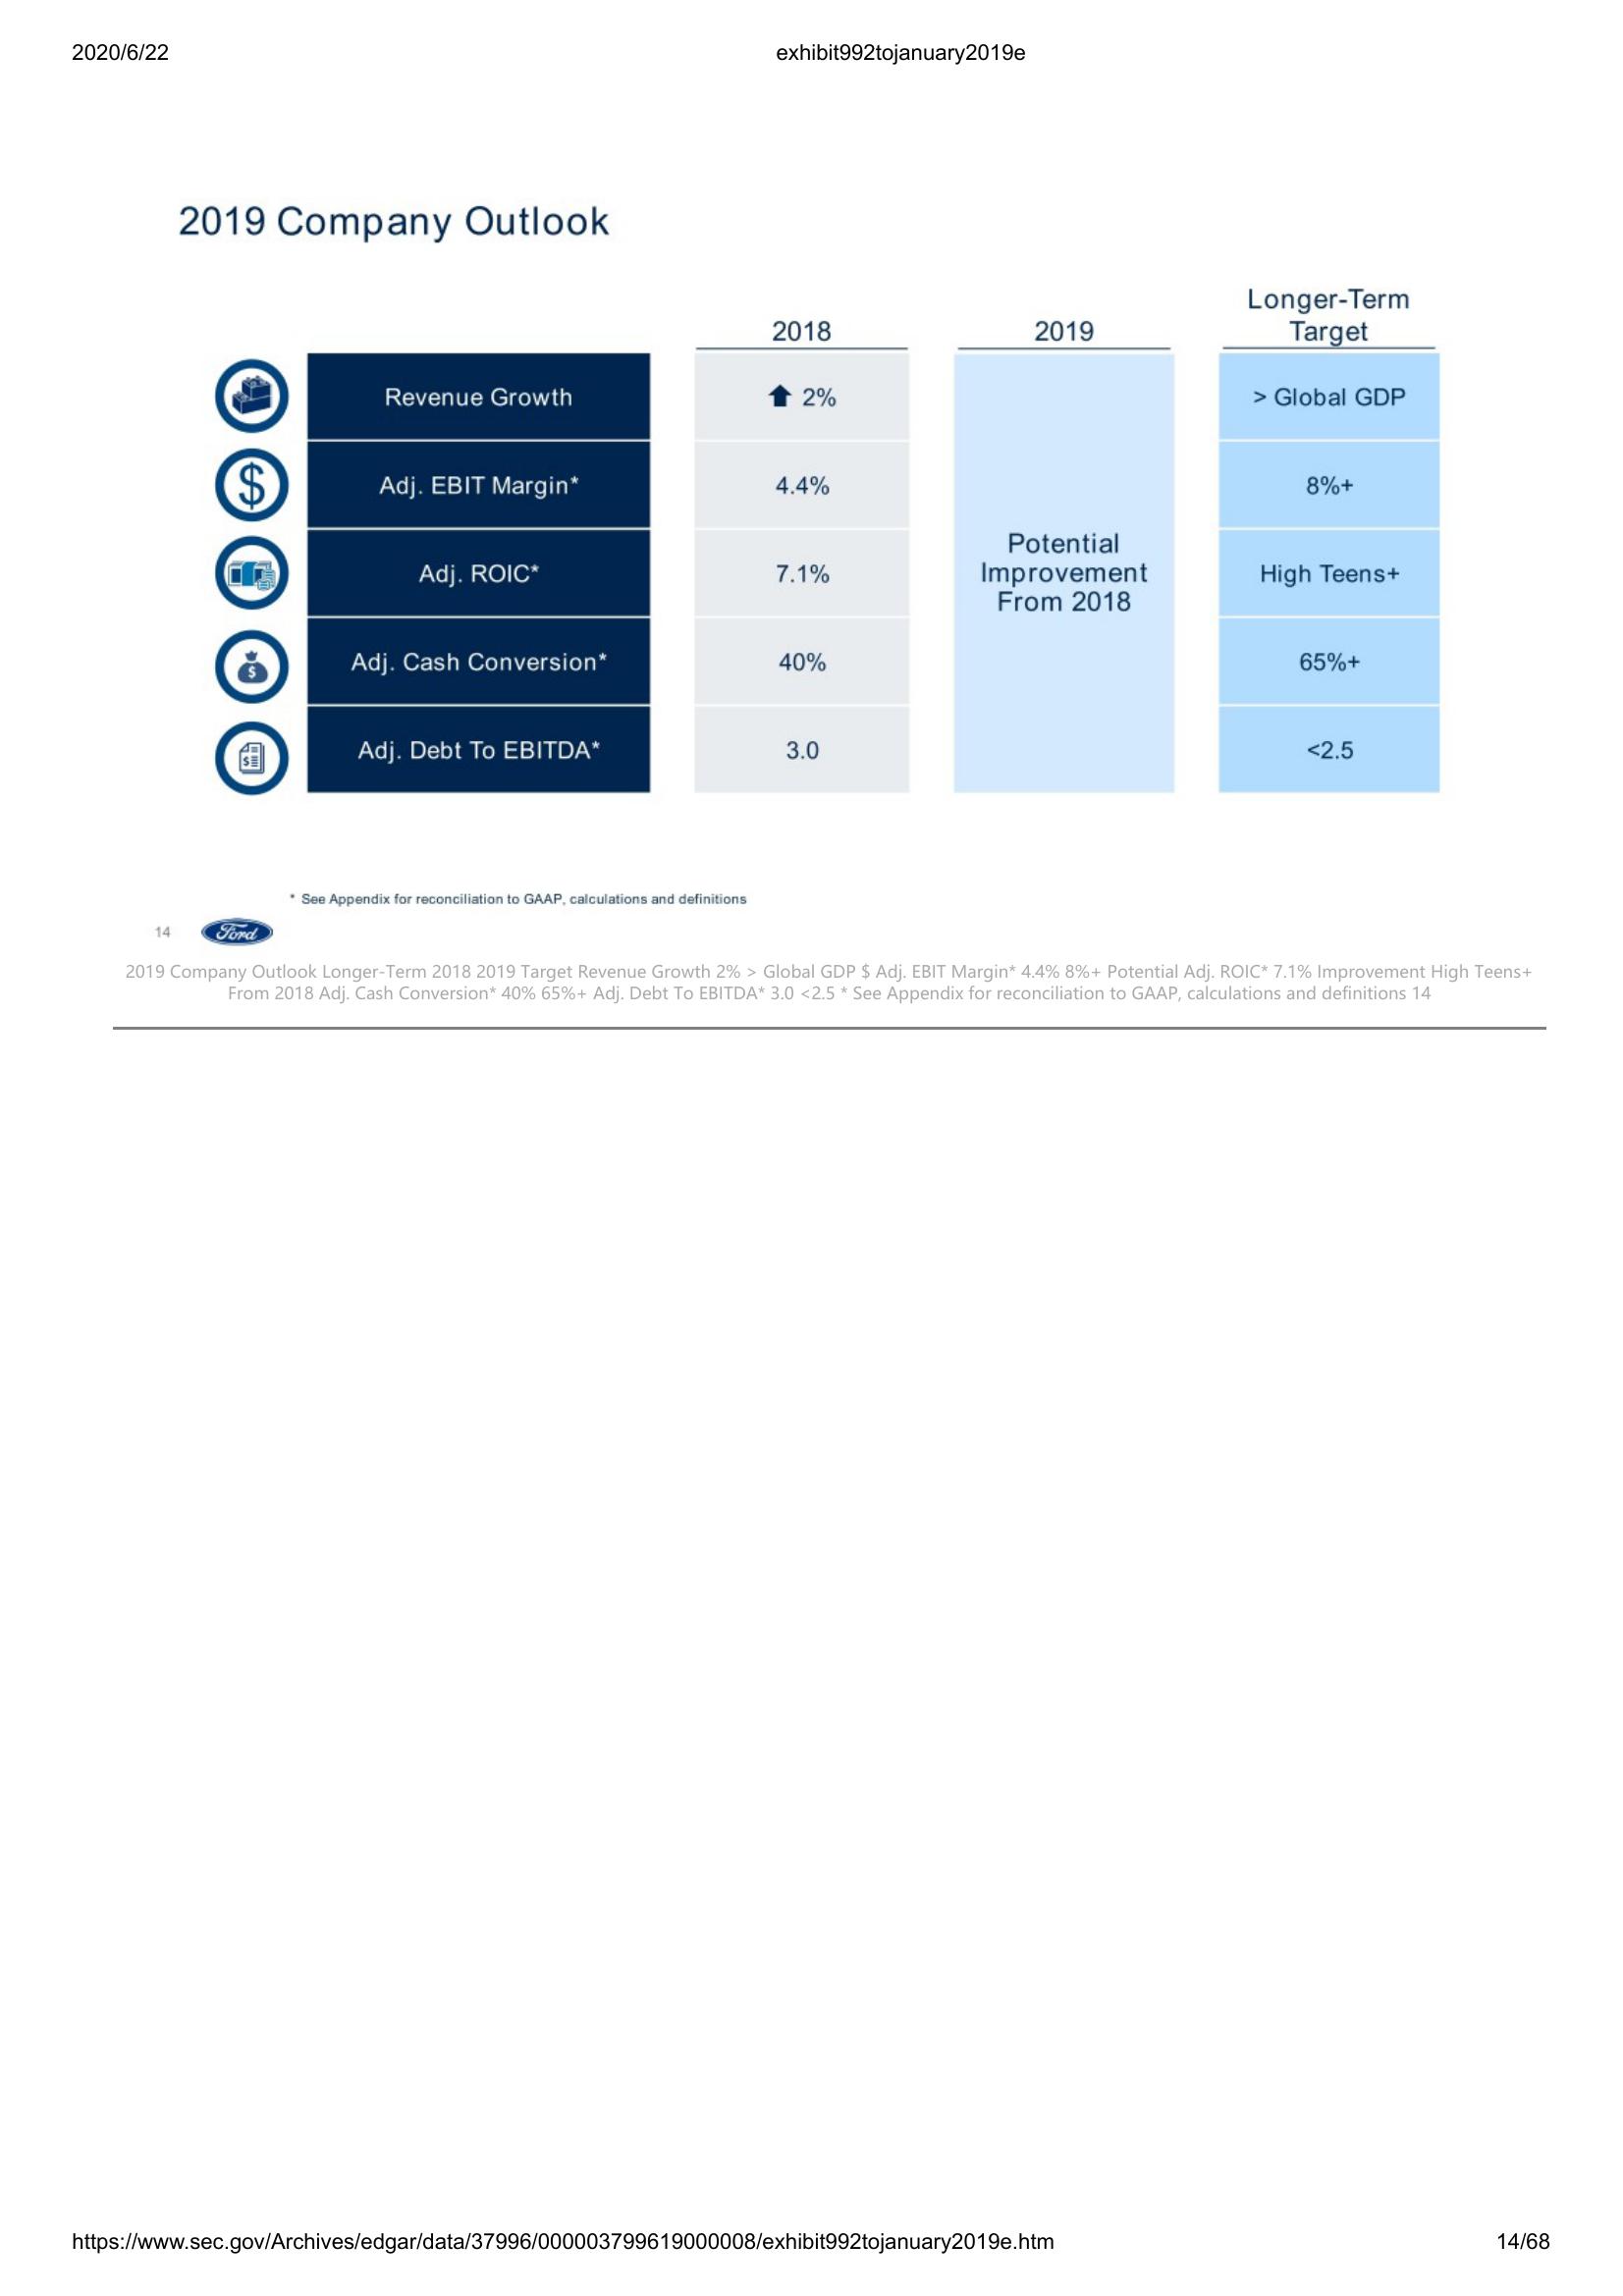 2020/6/22
exhibit992tojanuary2019e
2019 Company Outlook
2018
2019
Longer-Term
Target
Revenue Growth
2%
> Global GDP
$
Adj. EBIT Margin*
4.4%
8%+
Adj. ROIC*
7.1%
Potential
Improvement
From 2018
High Teens+
$
Adj. Cash Conversion*
40%
65%+
$
Adj. Debt To EBITDA*
3.0
<2.5
* See Appendix for reconciliation to GAAP, calculations and definitions
14
Ford
2019 Company Outlook Longer-Term 2018 2019 Target Revenue Growth 2% > Global GDP $ Adj. EBIT Margin* 4.4% 8%+ Potential Adj. ROIC* 7.1% Improvement High Teens+
From 2018 Adj. Cash Conversion* 40% 65%+ Adj. Debt To EBITDA* 3.0 <2.5 * See Appendix for reconciliation to GAAP, calculations and definitions 14
https://www.sec.gov/Archives/edgar/data/37996/000003799619000008/exhibit992tojanuary2019e.htm
14/68